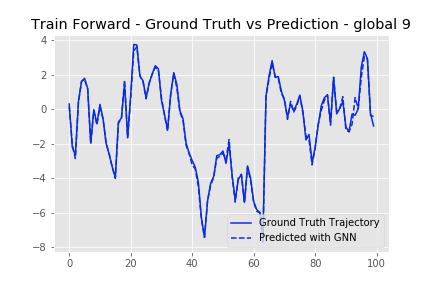 Train Forward - Ground Truth vs Prediction - global 9
4
2
0
−2
−4
−6
−8
0 20 40 60 80 100
Ground Truth Trajectory
Predicted with GNN